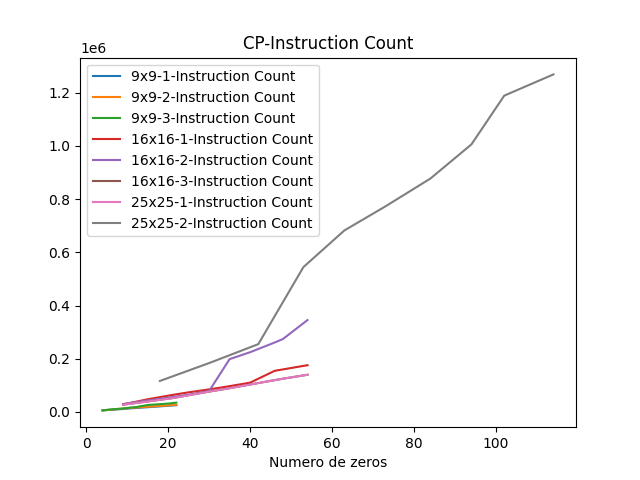 CP-Instruction Count
1e6
9x9-1-Instruction Count
9x9-2-Instruction Count
9x9-3-Instruction Count
16x16-1-Instruction Count
16x16-2-Instruction Count
16x16-3-Instruction Count
25x25-1-Instruction Count
25x25-2-Instruction Count
1.2
1.0
0.8
0.6
0.4
0.2
0.0
0 20 40 60 80 100
Numero de zeros